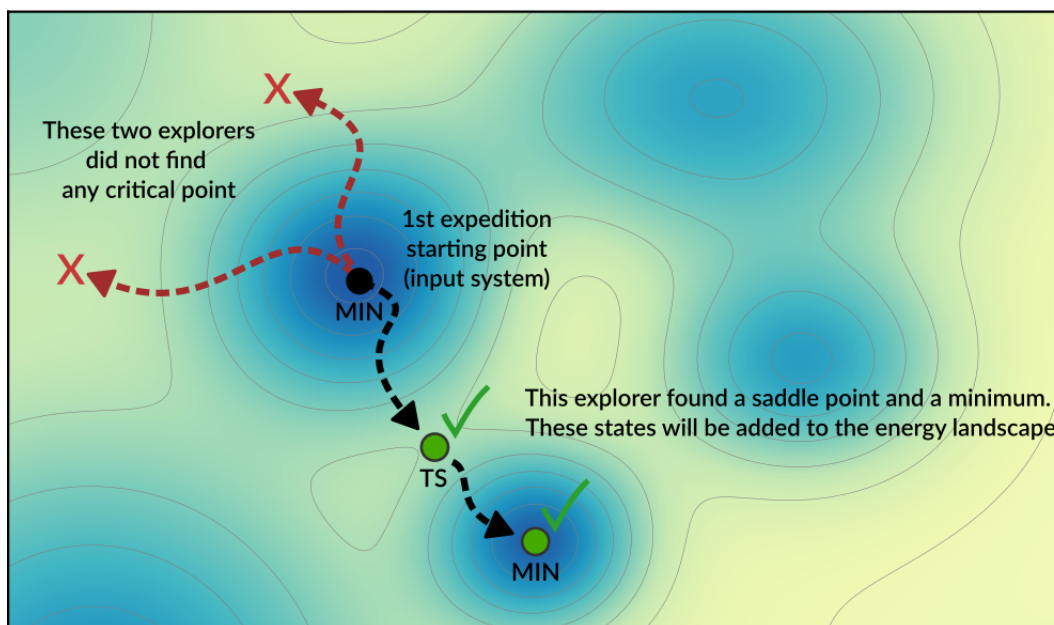 X
These two explorers
did not find
any critical point
1st expedition
starting point
(input system)
X
MIN
This explorer found a saddle point and a minimum.
These states will be added to the energy landscape
TS
MIN